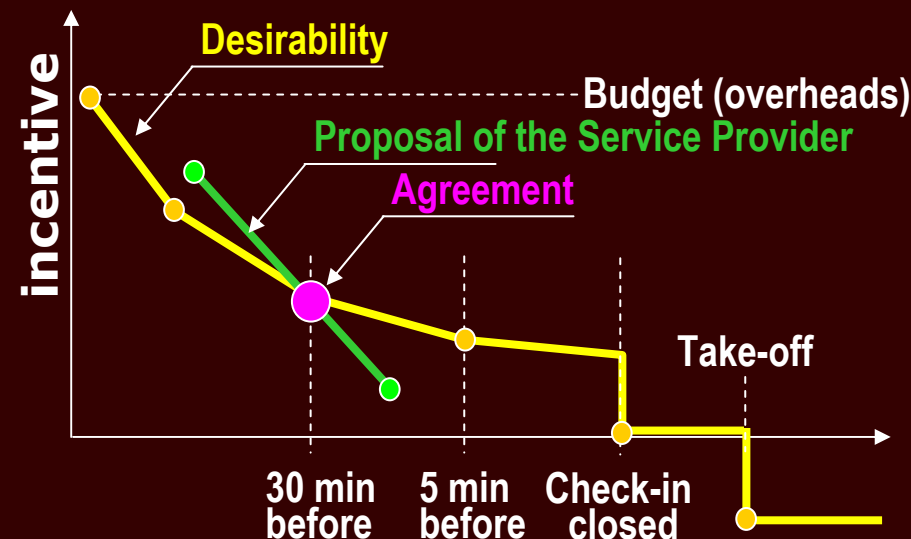 Desirability
Budget (overheads)
Proposal of the Service Provider
Agreement
incentive
Take-off
30 min
before
5 min
before
Check-in
closed